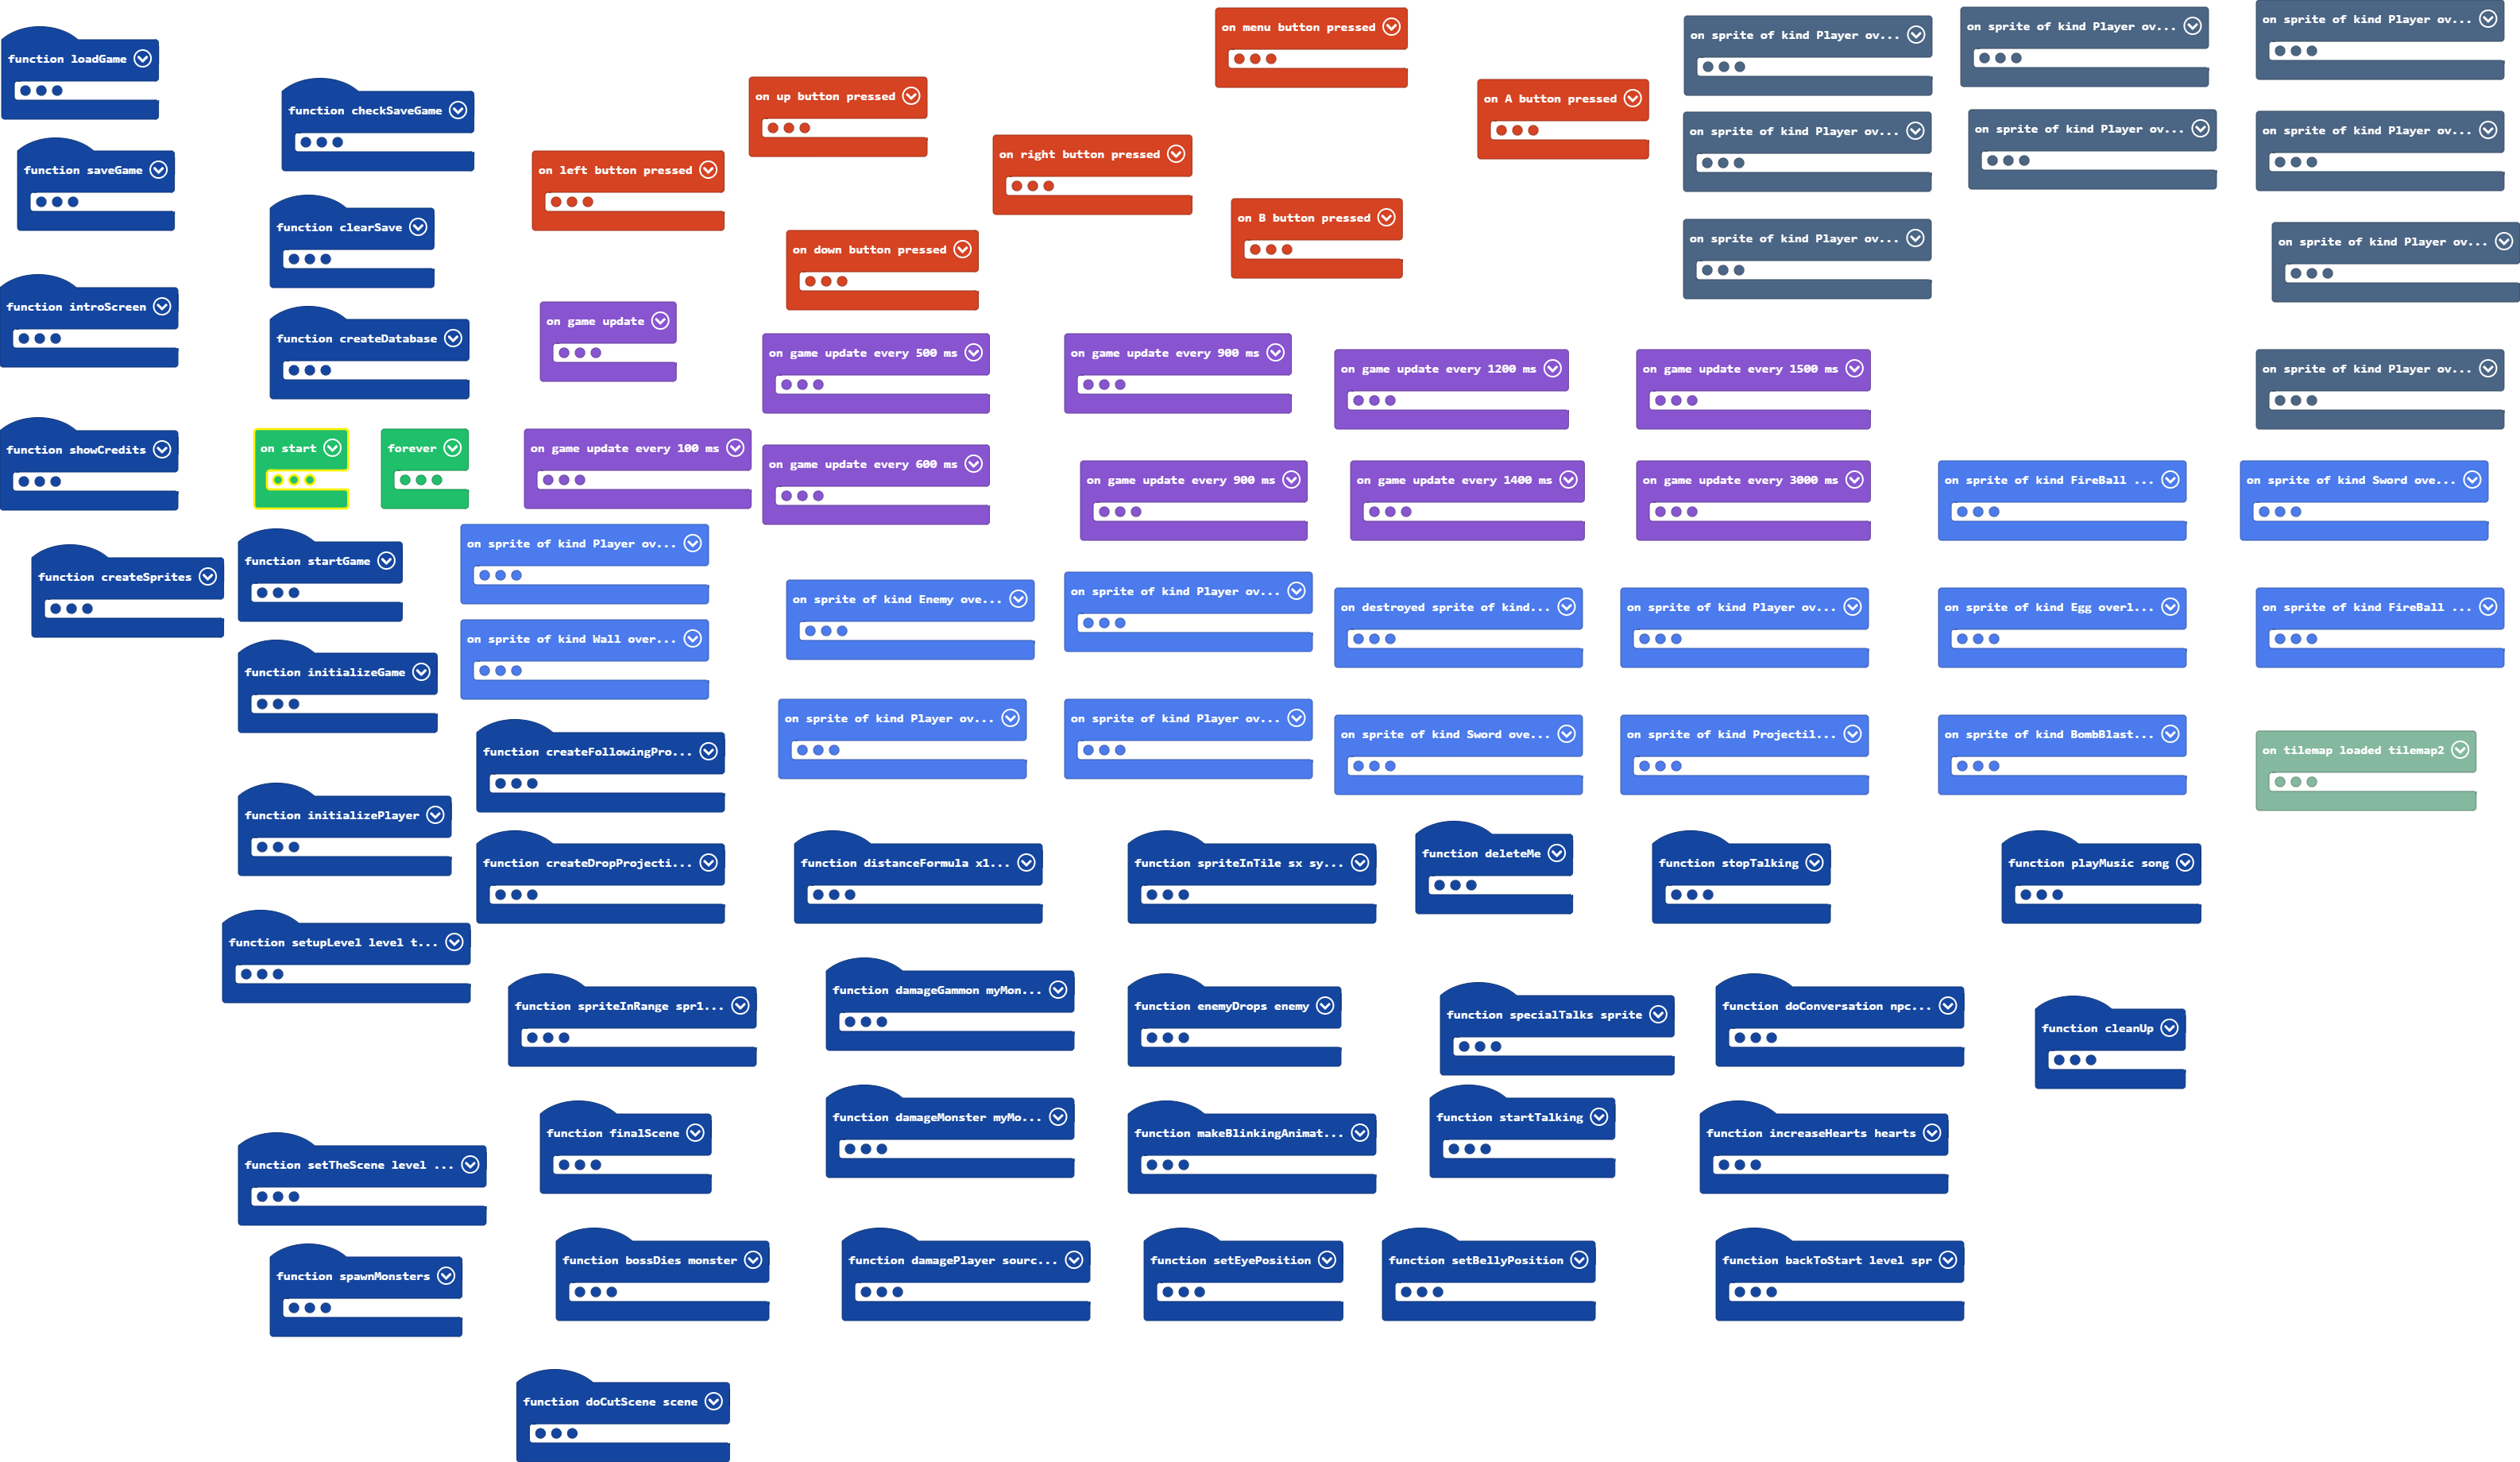 function loadGame
function checkSaveGame
function saveGame
function clearSave
function introScreen
function createDatabase
function showCredits
on start
forever
function createSprites
function startGame
function initializeGame
function initializePlayer
function setupLevel level t...
function setTheScene level ...
function spawnMonsters
on menu button pressed
on up button pressed
on A button pressed
on right button pressed
on left button pressed
on B button pressed
on down button pressed
on sprite of kind Player ov...
on sprite of kind Player ov...
on sprite of kind Player ov...
on sprite of kind Player ov...
on sprite of kind Player ov...
on sprite of kind Player ov...
on sprite of kind Player ov...
on sprite of kind Player ov...
on sprite of kind Player ov...
on game update
on game update every 500 ms
on game update every 900 ms
on game update every 1200 ms
on game update every 1500 ms
on game update every 100 ms
on game update every 600 ms
on game update every 900 ms
on game update every 1400 ms
on game update every 3000 ms
on sprite of kind FireBall ...
on sprite of kind Sword ove...
on sprite of kind Player ov...
on sprite of kind Enemy ove...
on sprite of kind Player ov...
on destroyed sprite of kind...
on sprite of kind Player ov...
on sprite of kind Egg overl...
on sprite of kind FireBall ...
on sprite of kind Wall over...
on sprite of kind Player ov...
on sprite of kind Player ov...
on sprite of kind Sword ove...
on sprite of kind Projectil...
on sprite of kind BombBlast...
on tilemap loaded tilemap2
function createFollowingPro...
function createDropProjecti...
function distanceFormula x1...
function spriteInTile sx sy...
function deleteMe
function stopTalking
function playMusic song
function spriteInRange spr1...
function damageGammon myMon...
function enemyDrops enemy
function specialTalks sprite
function doConversation npc...
function cleanUp
function finalScene
function damageMonster myMo...
function makeBlinkingAnimat...
function startTalking
function increaseHearts hearts
function bossDies monster
function damagePlayer sourc...
function setEyePosition
function setBellyPosition
function backToStart level spr
function doCutScene scene